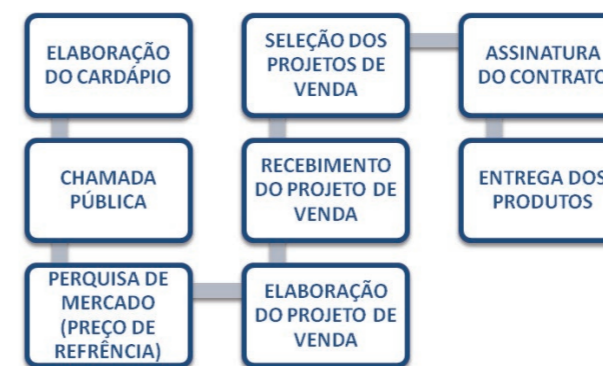 ELABORAÇÃO
DO CARDÁPIO
CHAMADA
PÚBLICA
PERQUISA DE
MERCADO
(PREÇO DE
REFRÊNCIA)
ELABORAÇÃO
DO PROJETO DE
VENDA
RECEBIMENTO
DO PROJETO DE
VENDA
SELEÇÃO DOS
PROJETOS DE
VENDA
ASSINATURA
DO CONTRATO
ENTREGA DOS
PRODUTOS